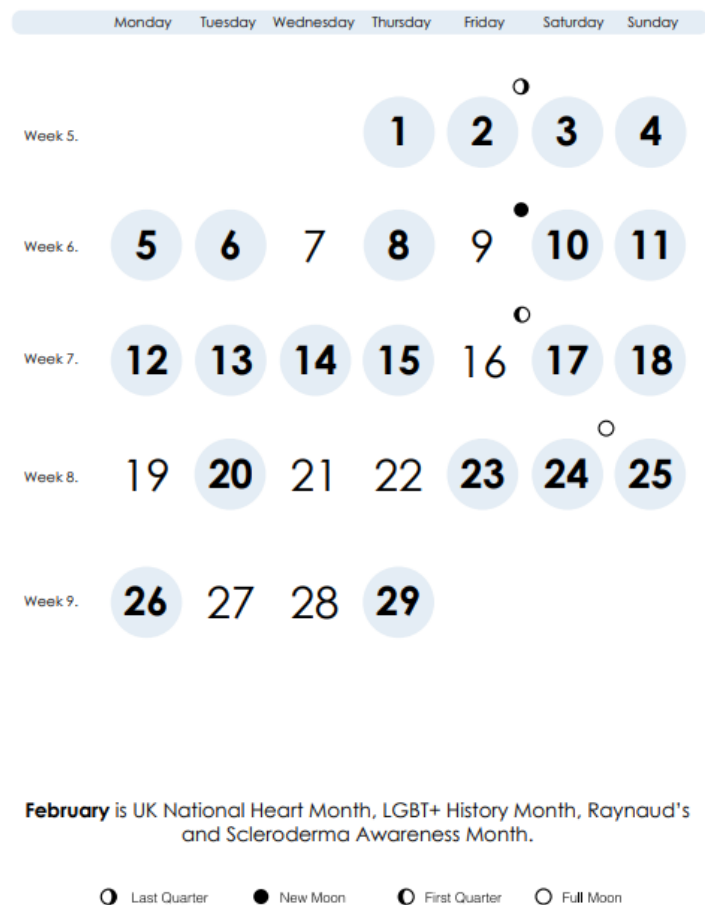 Monday Tuesday Wednesday Thursday Friday Saturday Sunday
Week 5. 1 2 3 4
Week 6. 5 6 7 8 9 10 11
Week 7. 12 13 14 15 16 17 18
Week 8. 19 20 21 22 23 24 25
Week 9. 26 27 28 29
February is UK National Heart Month, LGBT+ History Month, Raynaud's
and Scleroderma Awareness Month.
Last Quarter New Moon First Quarter Full Moon